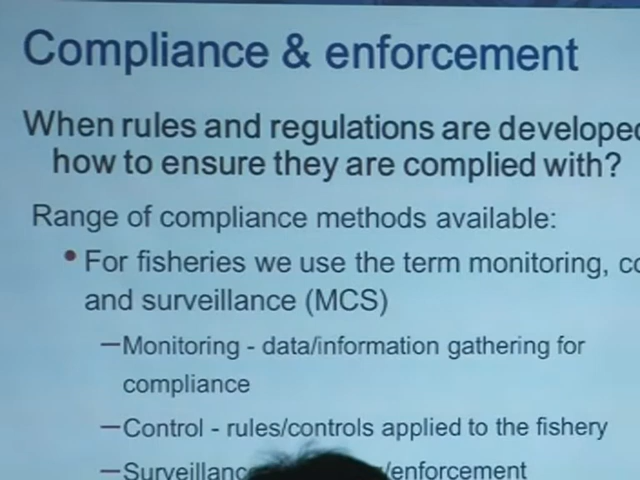 Compliance & enforcement
When rules and regulations are developed
how to ensure they are complied with?
Range of compliance methods available:
• For fisheries we use the term monitoring,
and surveillance (MCS)
—Monitoring - data/information gathering for
compliance
—Control - rules/controls applied to the fishery
—Surveillance /enforcement